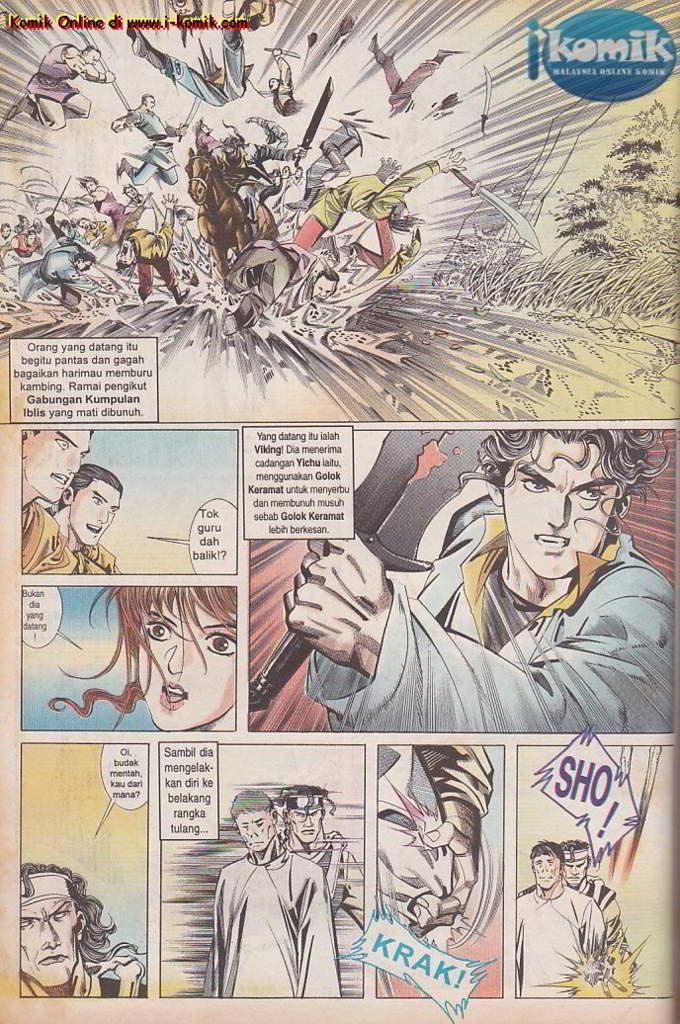 Komik Online di www.i-komik.com
ikomik
MALAYSIA ONLINE KOMIK
Orang yang datang itu
begitu pantas dan gagah
bagaikan harimau memburu
kambing. Ramai pengikut
Gabungan Kumpulan
Iblis yang mati dibunuh.
Tok
guru
dah
balik!?
Yang datang itu ialah
Viking! Dia menerima
cadangan Yichu iaitu,
menggunakan Golok
Keramat untuk menyerbu
dan membunuh musuh
sebab Golok Keramat
lebih berkesan.
Bukan
dia
yang
datang
!
Oi,
budak
mentah,
kau dari
mana?
Sambil dia
mengelak-
kan diri ke
belakang
rangka
tulang...
KRAK!
SHO
!